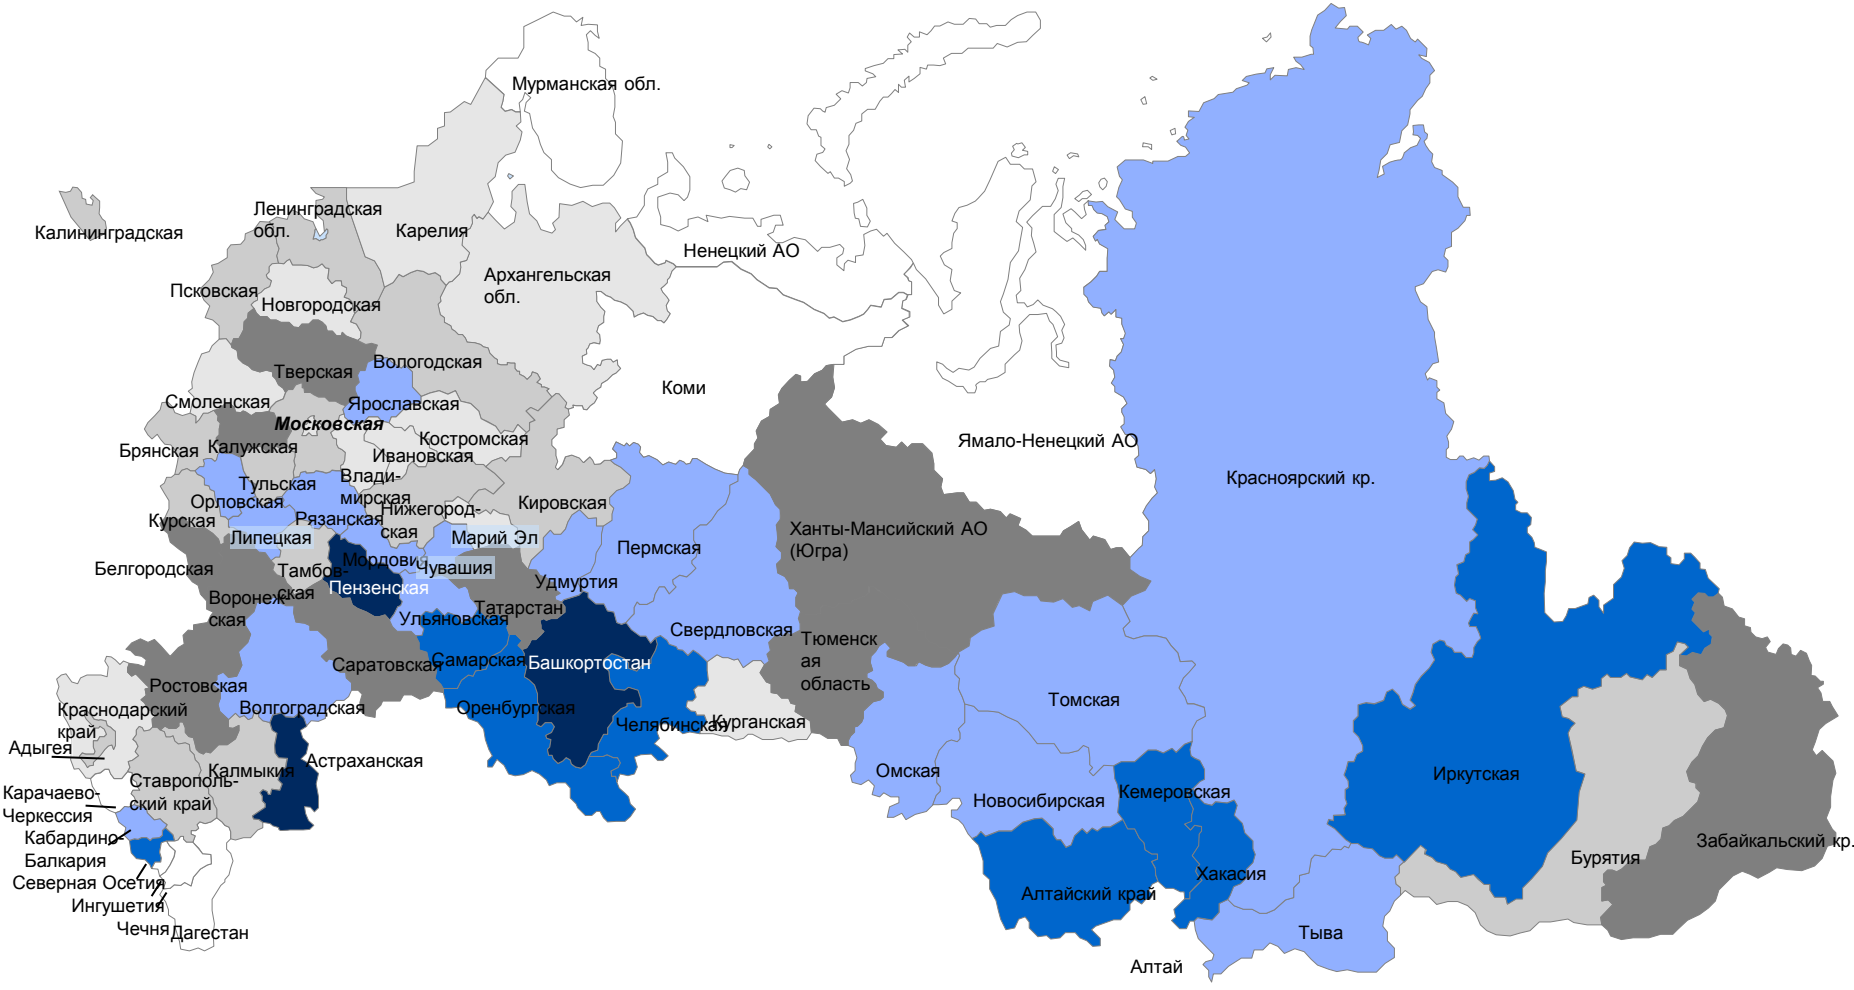 Мурманская обл.
Ленинградская
обл.
Калининградская
Карелия
Ненецкий АО
Архангельская
обл.
Псковская
Новгородская
Вологодская
Тверская
Коми
Смоленская
Ярославская
Московская
Костромская
Ямало-Ненецкий АО
Брянская
Калужская
Ивановская
Красноярский кр.
Влади-
мирская
Тульская
Орловская
Кировская
Нижегород-
ская
Курская
Рязанская
Ханты-Мансийский АО
(Югра)
Липецкая
Марий Эл
Пермская
Мордови
Чувашия
Белгородская
Тамбов-
ская
Пензенская
Удмуртия
Воронеж-
ская
Татарстан
Ульяновская
Свердловская
Тюменск
ая
область
Саратовская
Самарская
Башкортостан
Ростовская
Томская
Волгоградская
Оренбургская
Краснодарский
край
Челябинская
Курганская
Адыгея
Астраханская
Калмыкия
Омская
Иркутская
Ставрополь-
ский край
Карачаево-
Черкессия
Новосибирская
Кемеровская
Кабардино-
Балкария
Забайкальский кр.
Бурятия
Северная Осетия
Хакасия
Алтайский край
Ингушетия
Чечня
Дагестан
Тыва
Алтай